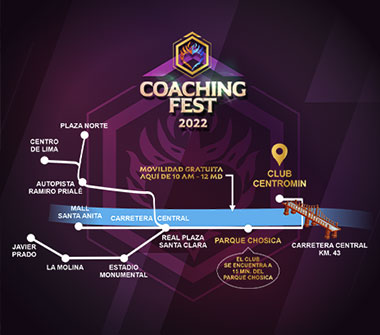 COACHING
FEST
2022
PLAZA NORTE
CENTRO
DE LIMA
MOVILIDAD GRATUITA
AQUI DE 10 AM - 12 MD
CLUB
CENTROMIN
AUTOPISTA
RAMIRO PRIALÉ
MALL
SANTA ANITA
CARRETERA CENTRAL
JAVIER
PRADO
LA MOLINA
ESTADIO
MONUMENTAL
REAL PLAZA
SANTA CLARA
PARQUE CHOSICA
CARRETERA CENTRAL
KM. 43
EL CLUB
SE ENCUENTRA A
15 MIN. DEL
PARQUE CHOSICA